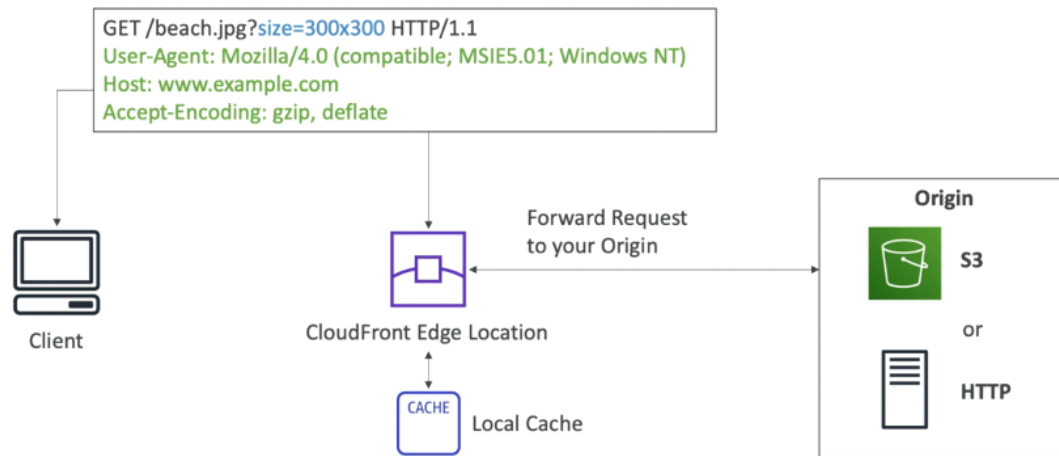 GET /beach.jpg?size=300x300 HTTP/1.1
User-Agent: Mozilla/4.0 (compatible; MSIE5.01; Windows NT)
Host: www.example.com
Accept-Encoding: gzip, deflate
Origin
Forward Request
to your Origin
S3
Client
CloudFront Edge Location
or
HTTP
CACHE
Local Cache